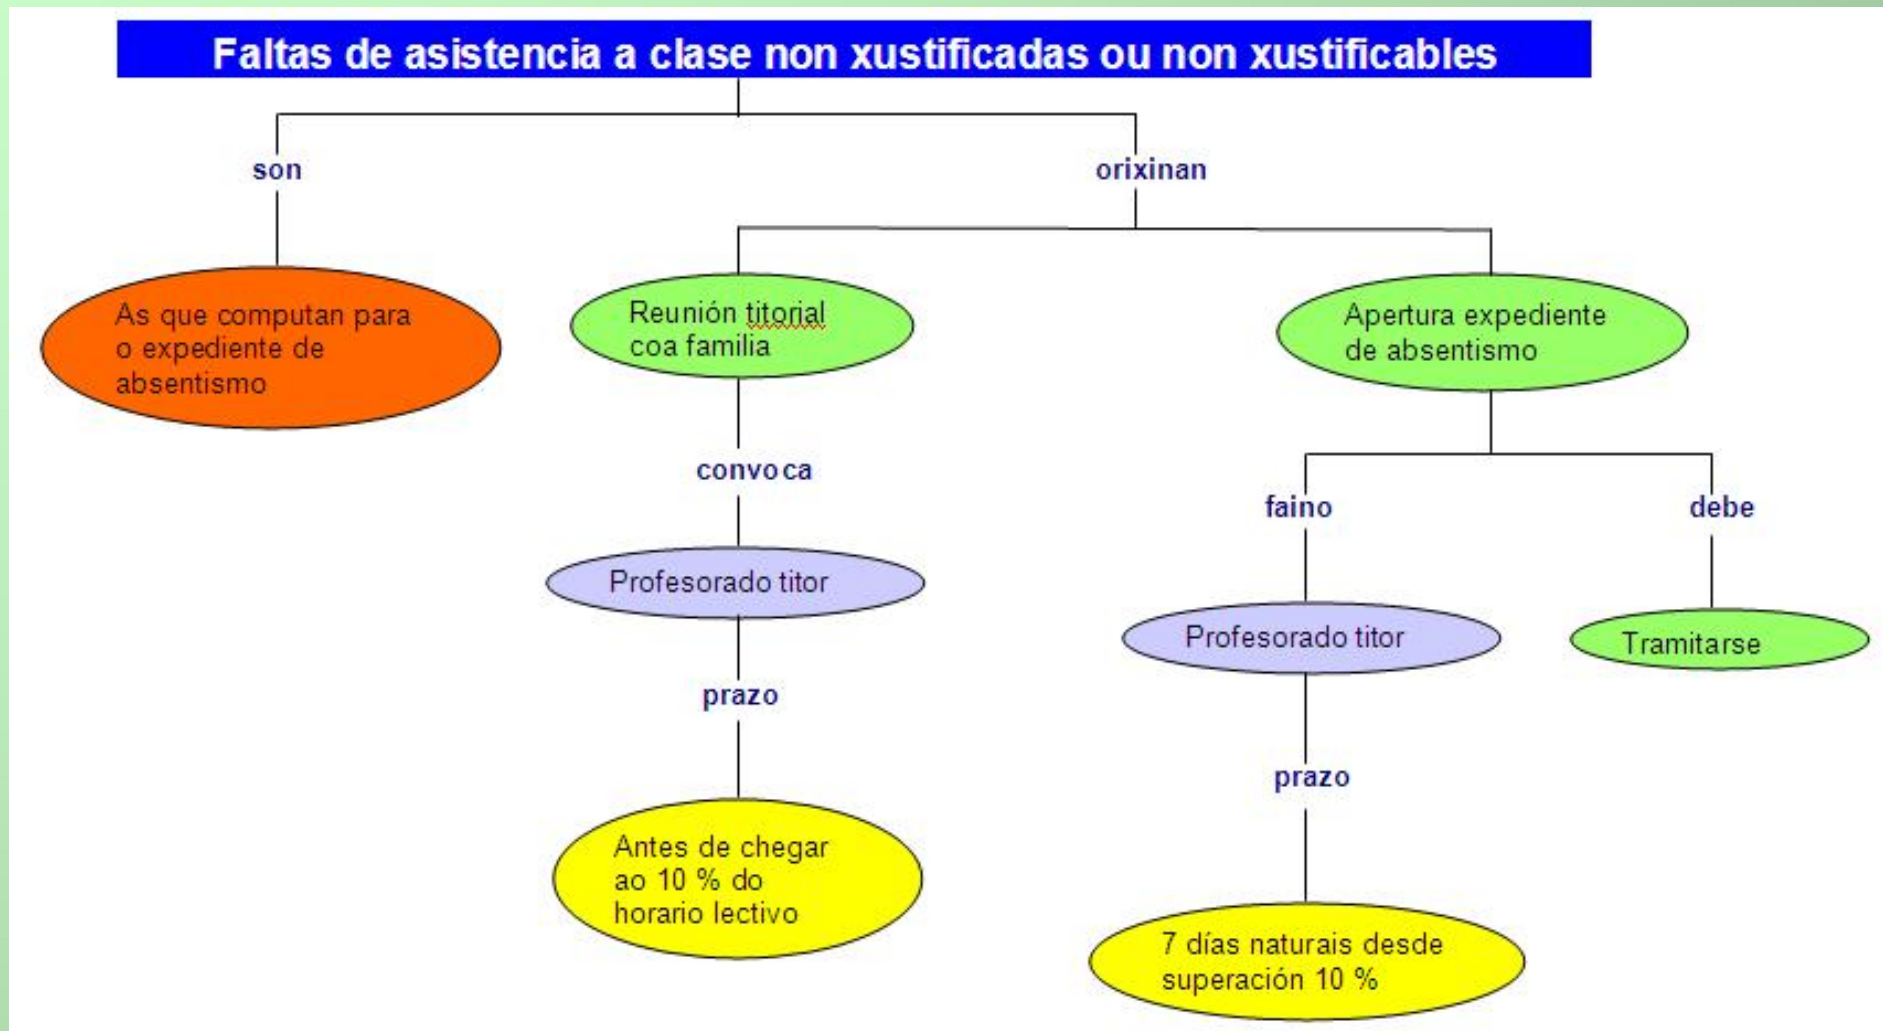 Faltas de asistencia a clase non xustificadas ou non xustificables
son
orixinan
As que computan para
o expediente de
absentismo
Reunión titorial
coa familia
Apertura expediente
de absentismo
convoca
faino
debe
Profesorado titor
Profesorado titor
Tramitarse
prazo
prazo
Antes de chegar
ao 10 % do
horario lectivo
7 días naturais desde
superación 10 %